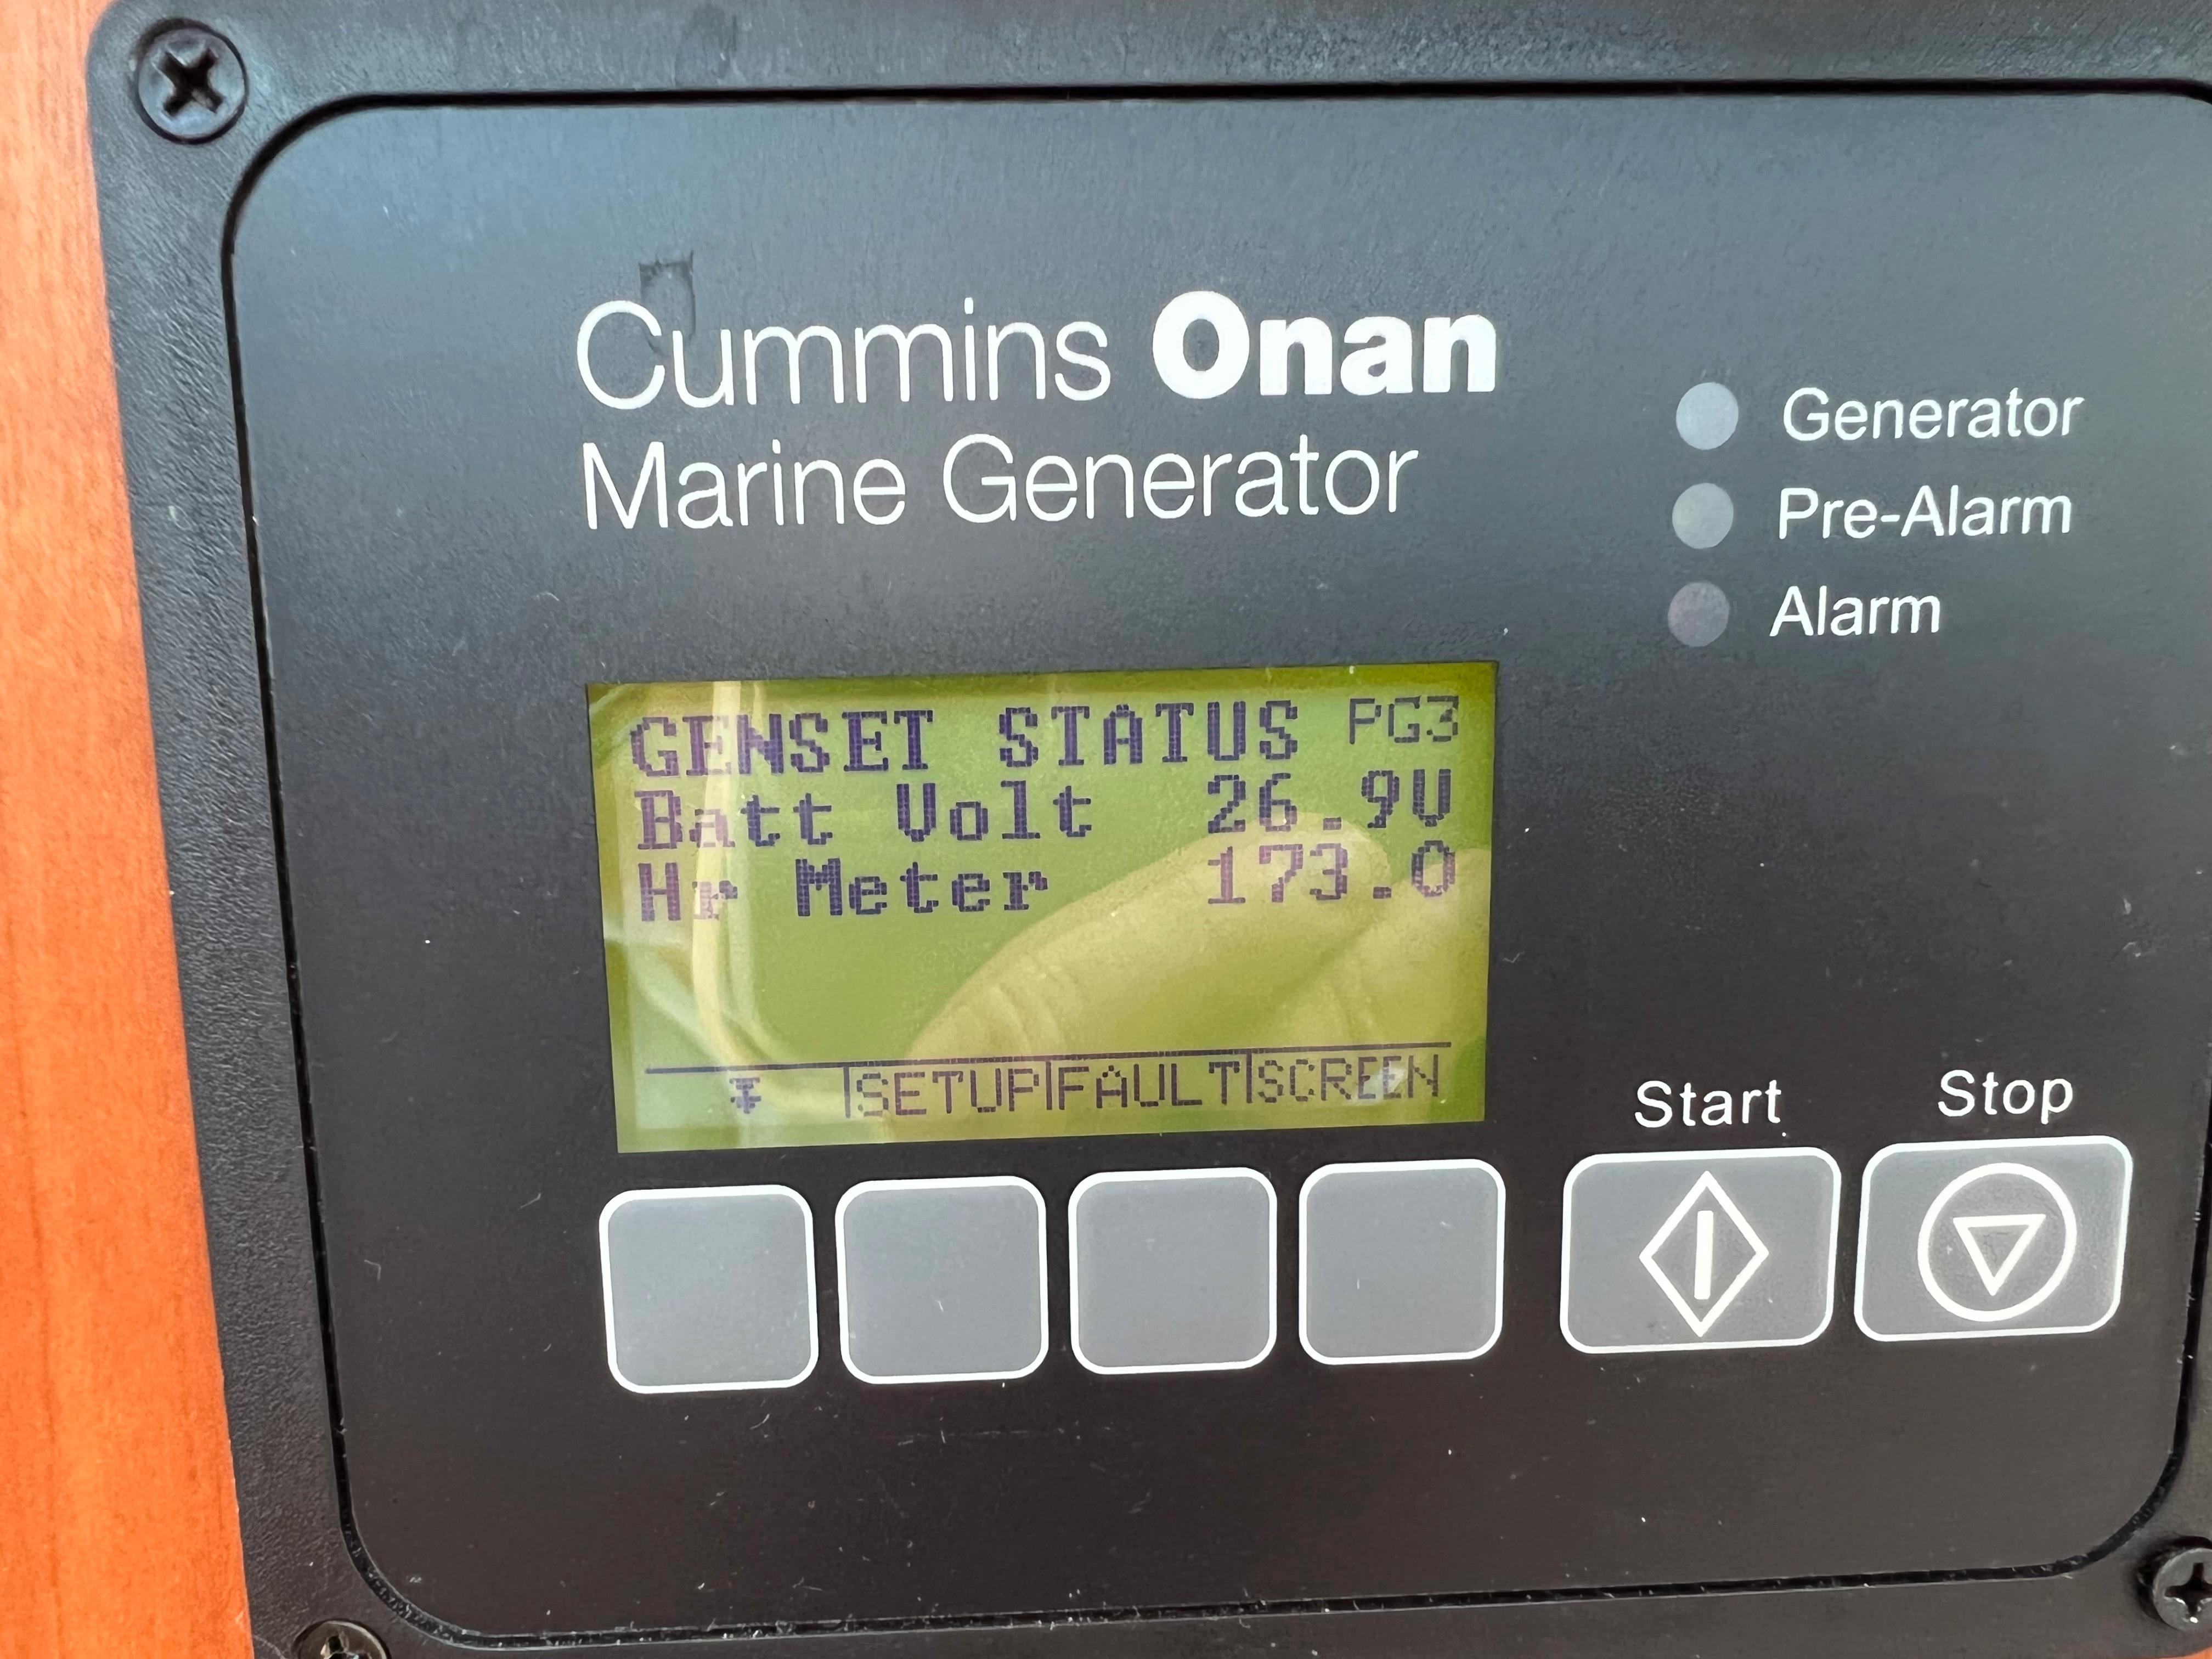 Cummins Onan
Marine Generator
Generator
Pre-Alarm
Alarm
GENSET STATUS PG3
Batt Volt 26.9V
Hr Meter 173.0
SETUP|FAULT|SCREEN
Start
Stop